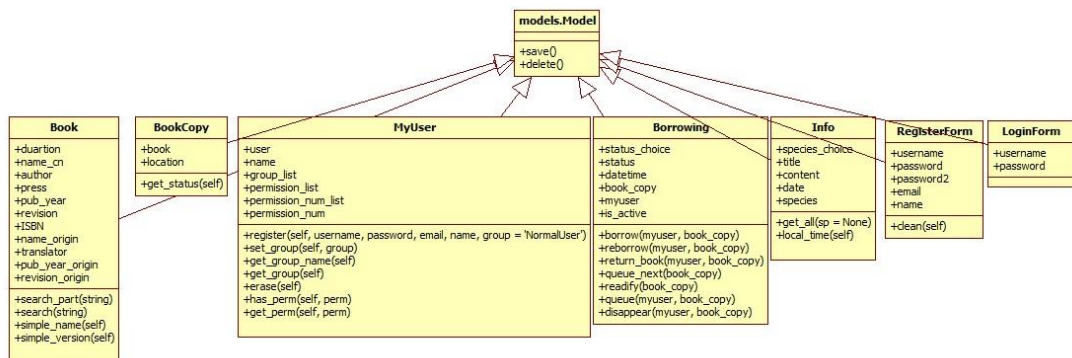 models.Model
+save()
+delete()
Book
+duartion
+name_cn
+author
+press
+pub_year
+revision
+ISBN
+name_origin
+translator
+pub_year_origin
+revision_origin
+search_part(string)
+search(string)
+simple_name(self)
+simple_version(self)
BookCopy
+book
+location
+get_status(self)
MyUser
+user
+name
+group_list
+permission_list
+permission_num_list
+permission_num
+register(self, username, password, email, name, group = 'NormalUser')
+set_group(self, group)
+get_group_name(self)
+get_group(self)
+erase(self)
+has_perm(self, perm)
+get_perm(self, perm)
Borrowing
+status_choice
+status
+datetime
+book_copy
+myuser
+is_active
+borrow(myuser, book_copy)
+reborrow(myuser, book_copy)
+return_book(myuser, book_copy)
+queue_next(book_copy)
+readify(book_copy)
+queue(myuser, book_copy)
+disappear(myuser, book_copy)
Info
+species_choice
+title
+content
+date
+species
+get_all(sp = None)
+local_time(self)
RegisterForm
+username
+password
+password2
+email
+name
+clean(self)
LoginForm
+username
+password